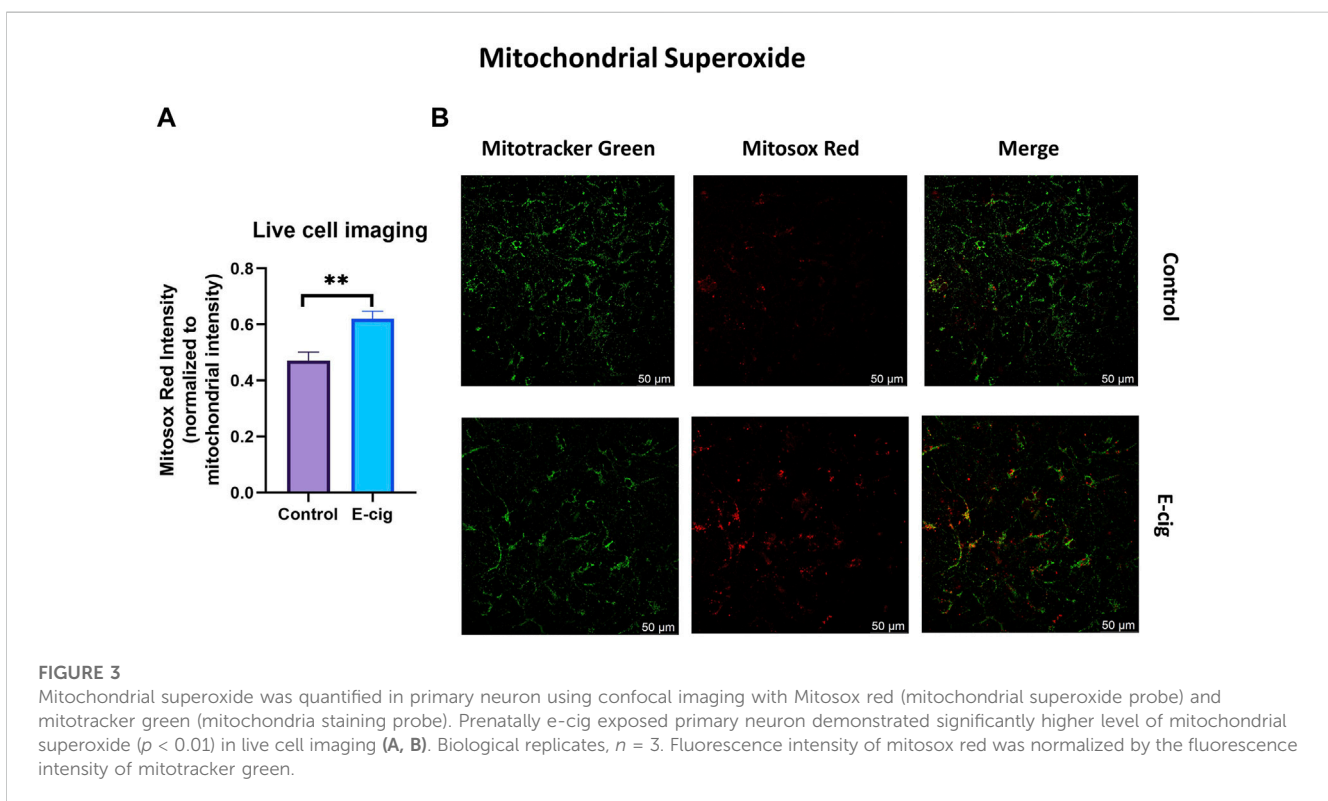 Mitochondrial Superoxide
A
Live cell imaging
Mitosox Red Intensity
(normalized to
mitochondrial intensity)
0.8
0.6
0.4
0.2
0.0
**
Control
E-cig
B
Mitotracker Green
Mitosox Red
Merge
50 µm
50 µm
50 µm
Control
50 µm
50 µm
50 µm
E-cig
FIGURE 3
Mitochondrial superoxide was quantified in primary neuron using confocal imaging with Mitosox red (mitochondrial superoxide probe) and
mitotracker green (mitochondria staining probe). Prenatally e-cig exposed primary neuron demonstrated significantly higher level of mitochondrial
superoxide (p < 0.01) in live cell imaging (A, B). Biological replicates, n = 3. Fluorescence intensity of mitosox red was normalized by the fluorescence
intensity of mitotracker green.